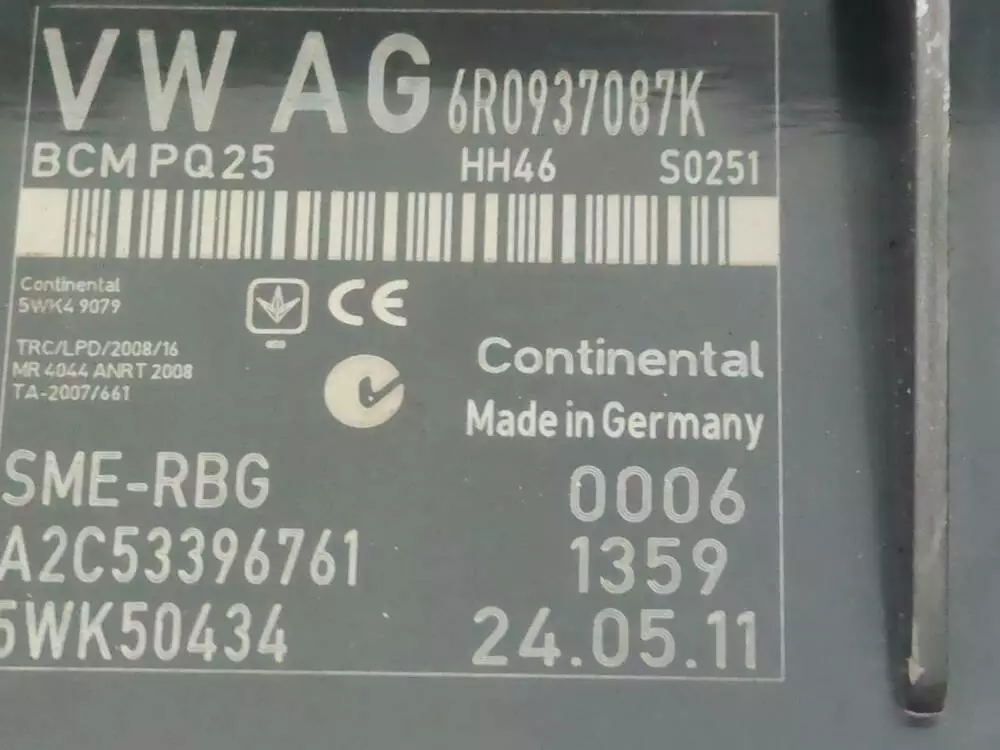 VW AG 6R0937087K
BCM PQ25 HH46 S0251
Continental
5WK4 9079
CE
TRC/LPD/2008/16
MR 4044 ANRT 2008
TA-2007/661
Continental
Made in Germany
SME-RBG 0006
A2C53396761 1359
5WK50434 24.05.11